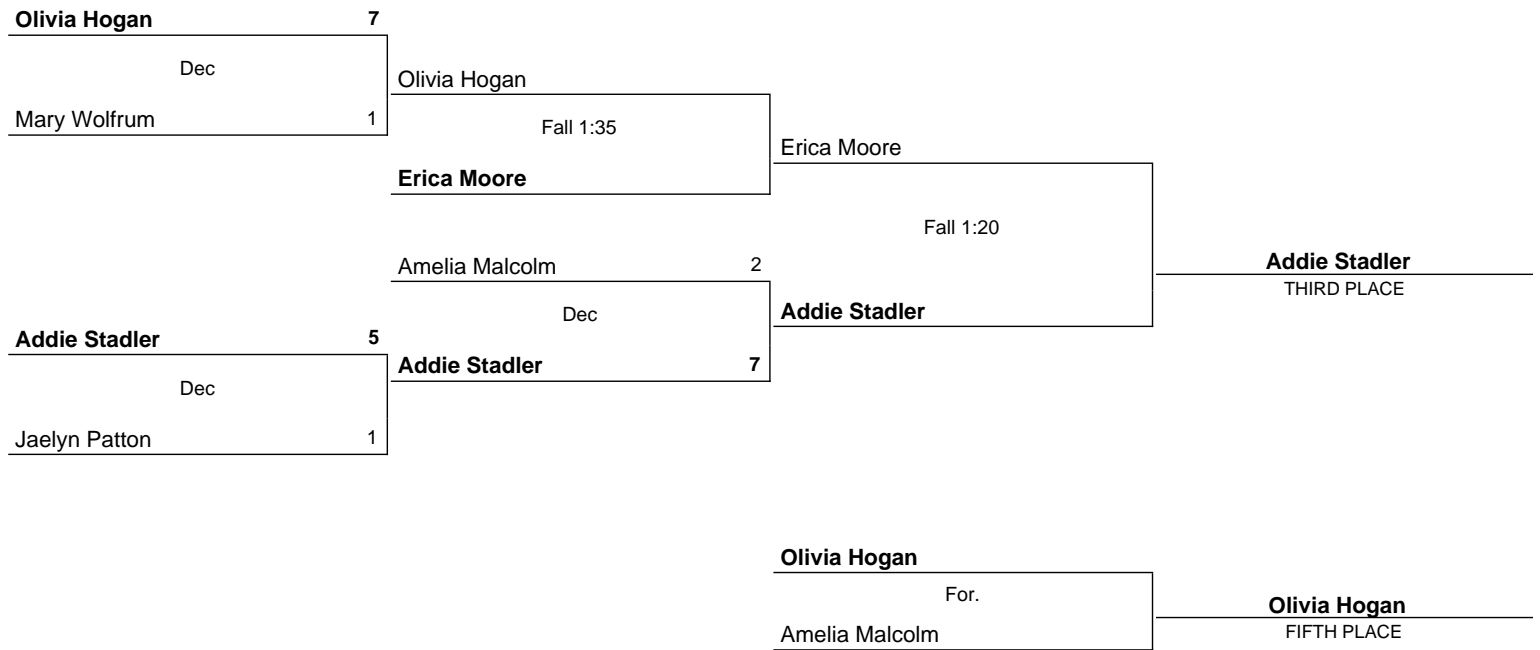 Olivia Hogan 7
Dec
Mary Wolfrum 1
Olivia Hogan
Fall 1:35
Erica Moore
Erica Moore
Fall 1:20
Amelia Malcolm 2
Dec
Addie Stadler 7
Addie Stadler
Addie Stadler
THIRD PLACE
Addie Stadler 5
Dec
Jaelyn Patton 1
Olivia Hogan
For.
Amelia Malcolm
Olivia Hogan
FIFTH PLACE